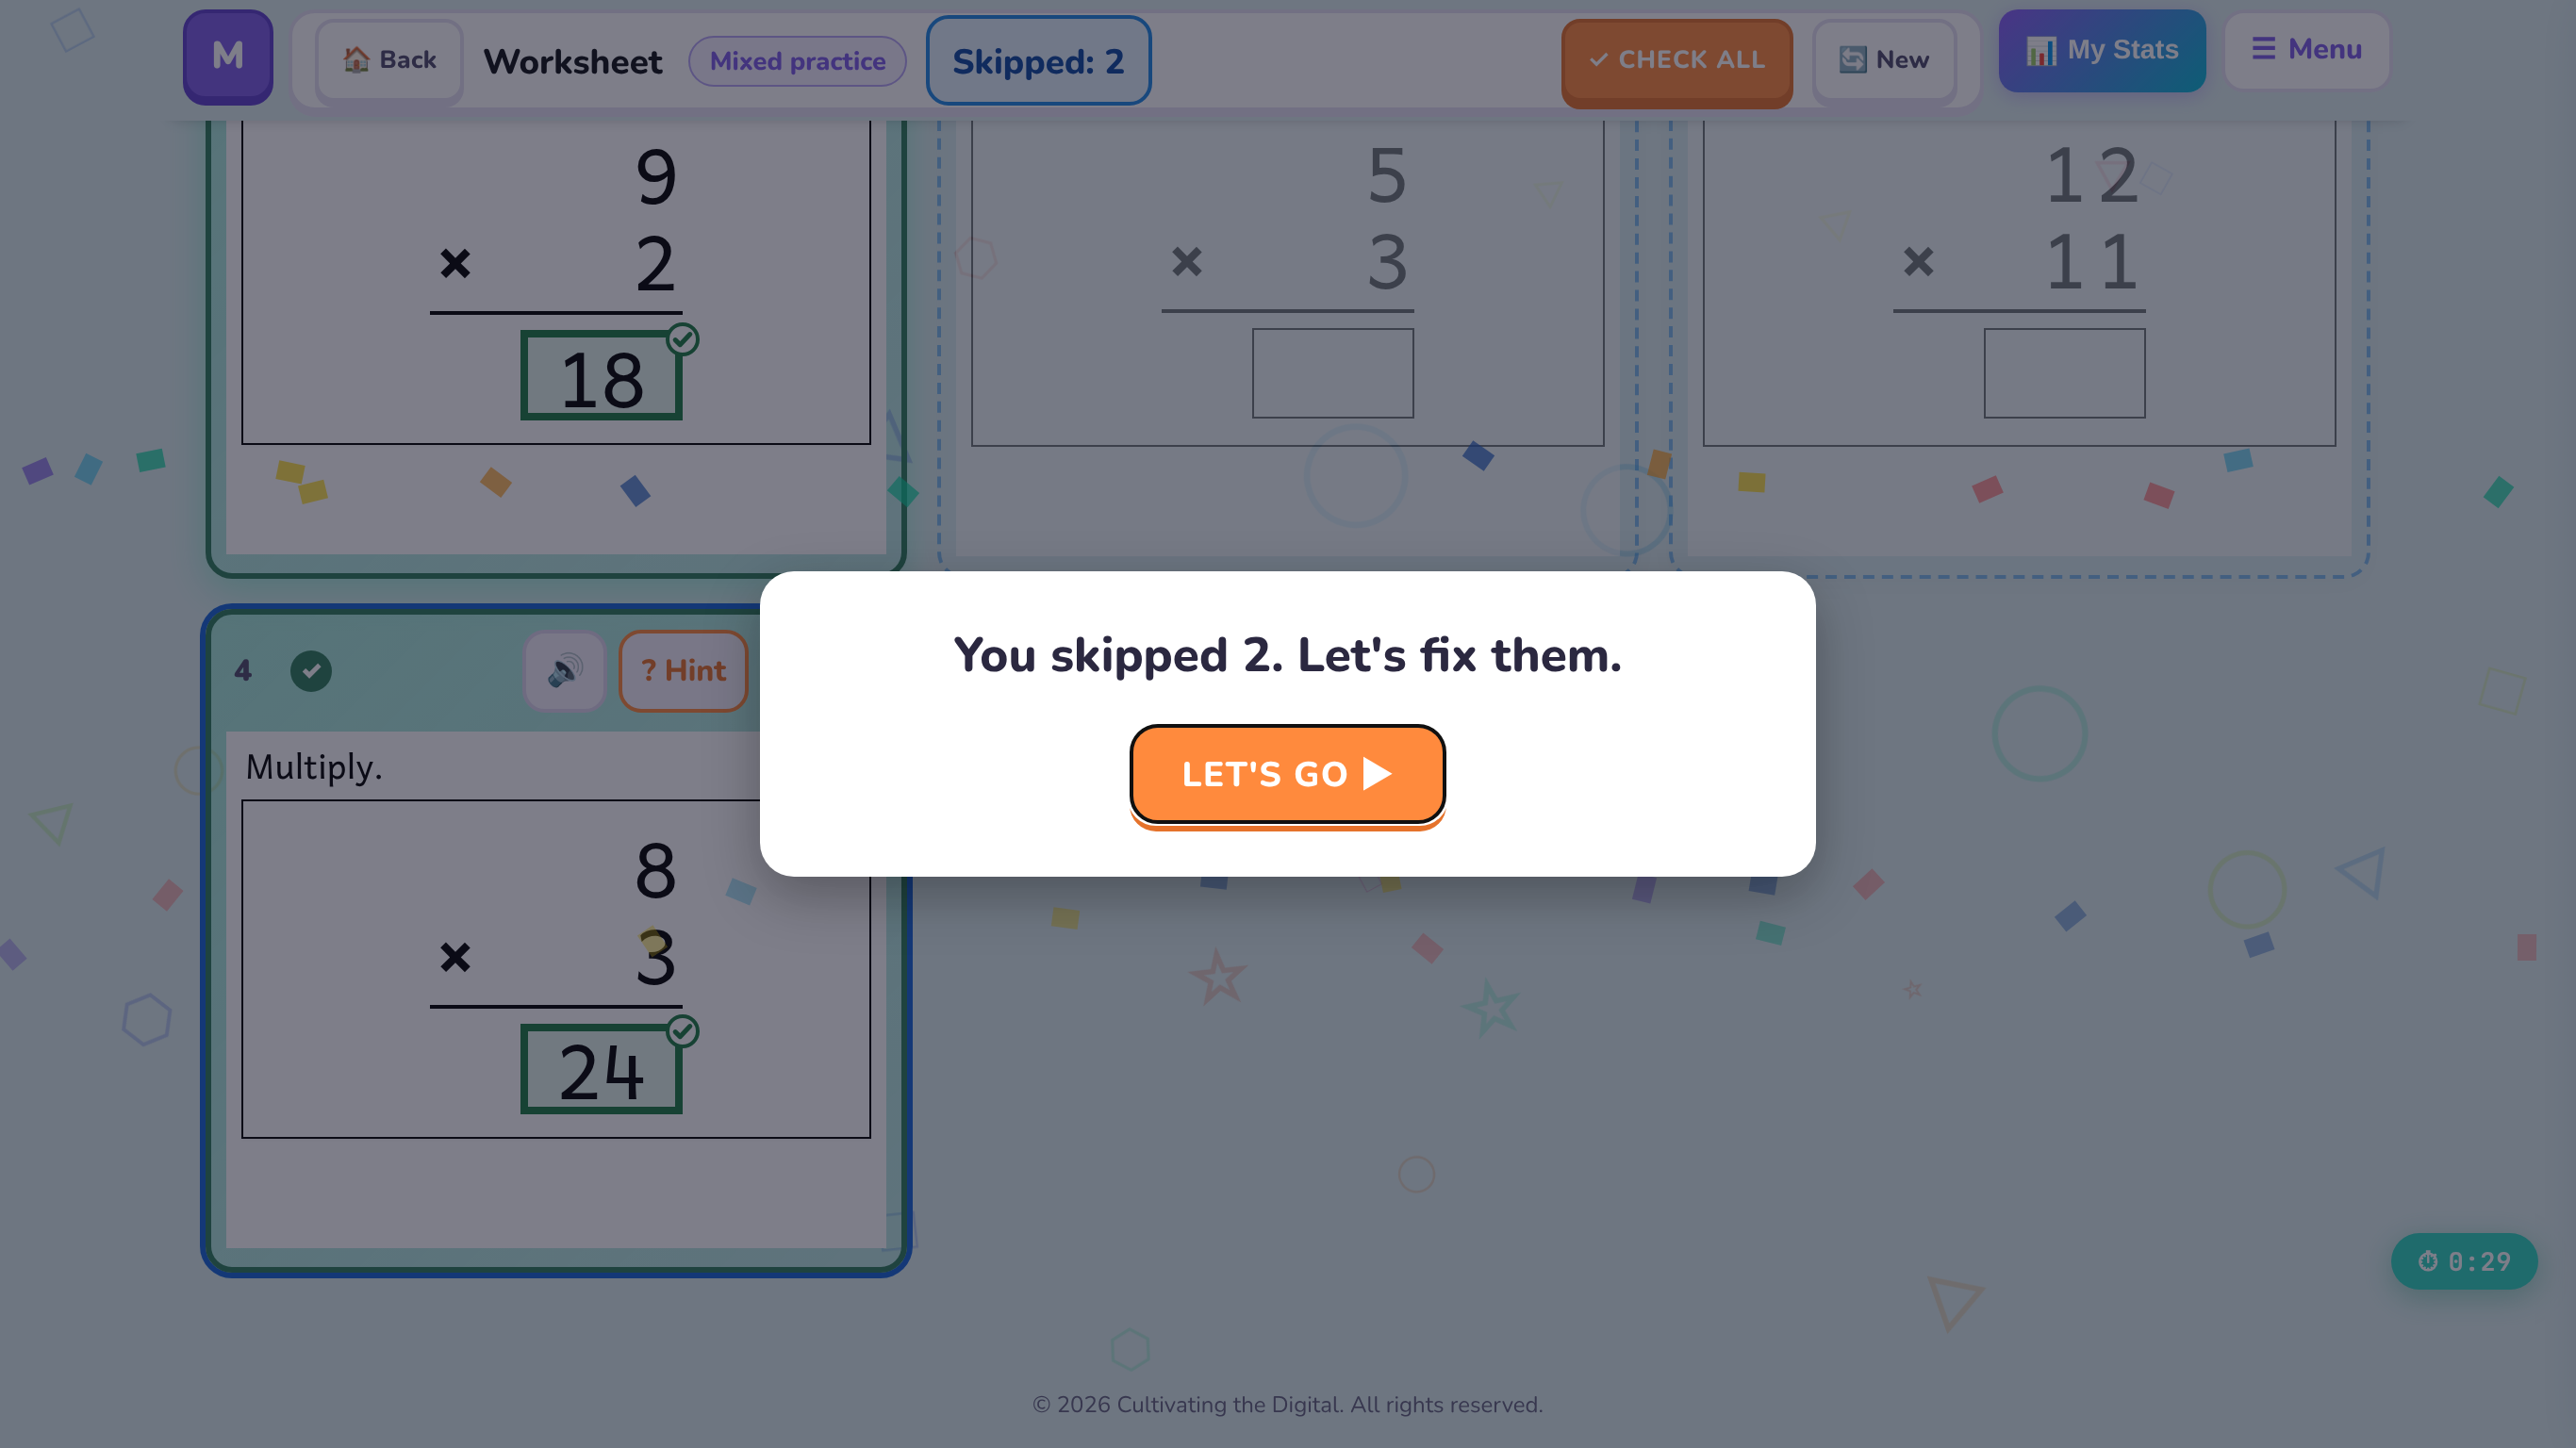 M
🏠 Back
Worksheet
Mixed practice
Skipped: 2
✓ CHECK ALL
🔄 New
📊 My Stats
☰ Menu
9
× 2
18
5
× 3
12
× 11
You skipped 2. Let's fix them.
LET'S GO ▶
4
? Hint
Multiply.
8
× 3
24
⏱ 0:29
© 2026 Cultivating the Digital. All rights reserved.